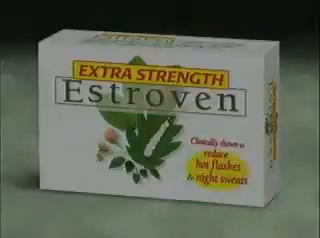 EXTRA STRENGTH
Estroven
Clinically shown to
reduce
hot flashes
& night sweats